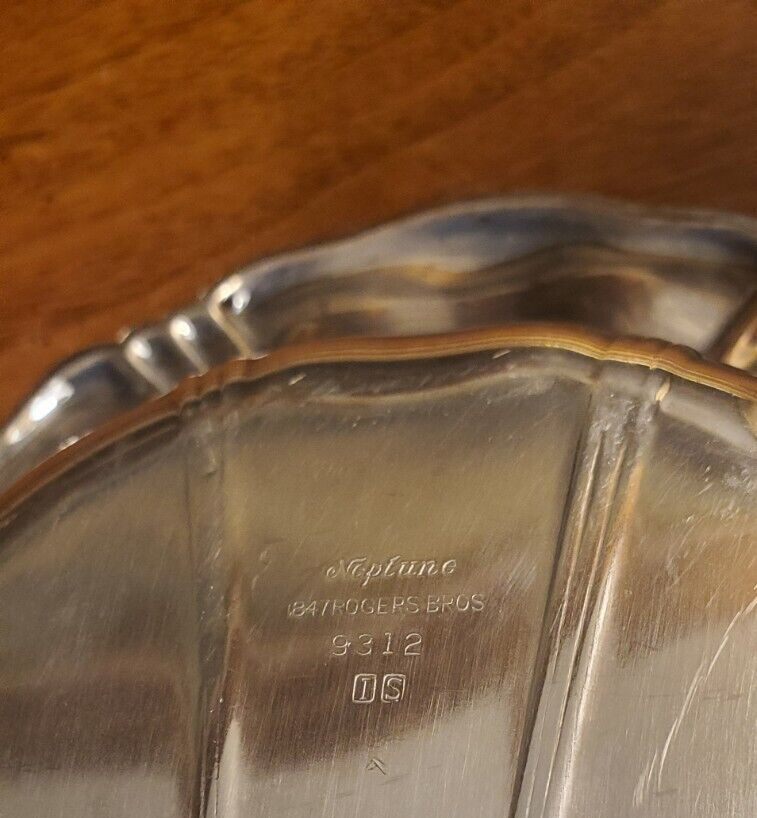 Neptune
1847 ROGERS BROS
9312
IS